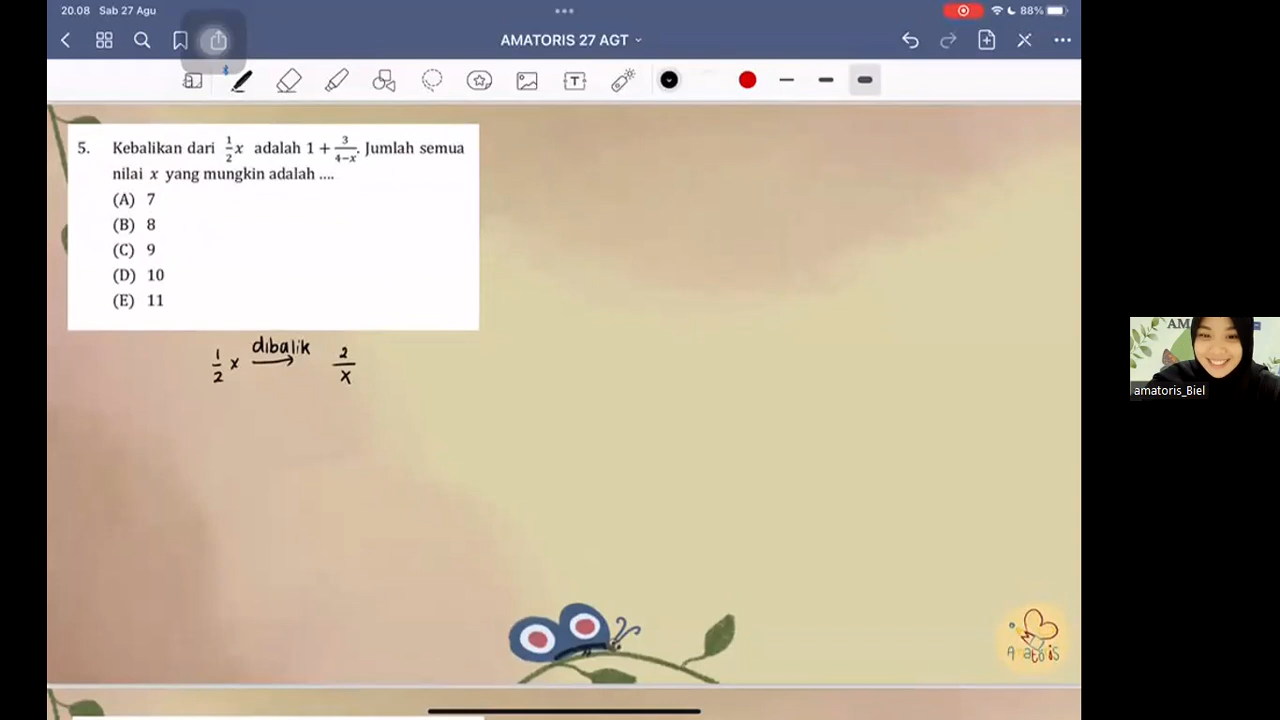 20.08 Sab 27 Agu
88%
AMATORIS 27 AGT
5. Kebalikan dari 1/2 x adalah 1 + 3/(4−x). Jumlah semua
nilai x yang mungkin adalah ....
(A) 7
(B) 8
(C) 9
(D) 10
(E) 11
1/2 x dibalik → 2/x
amatoris_Biel
Amatoris